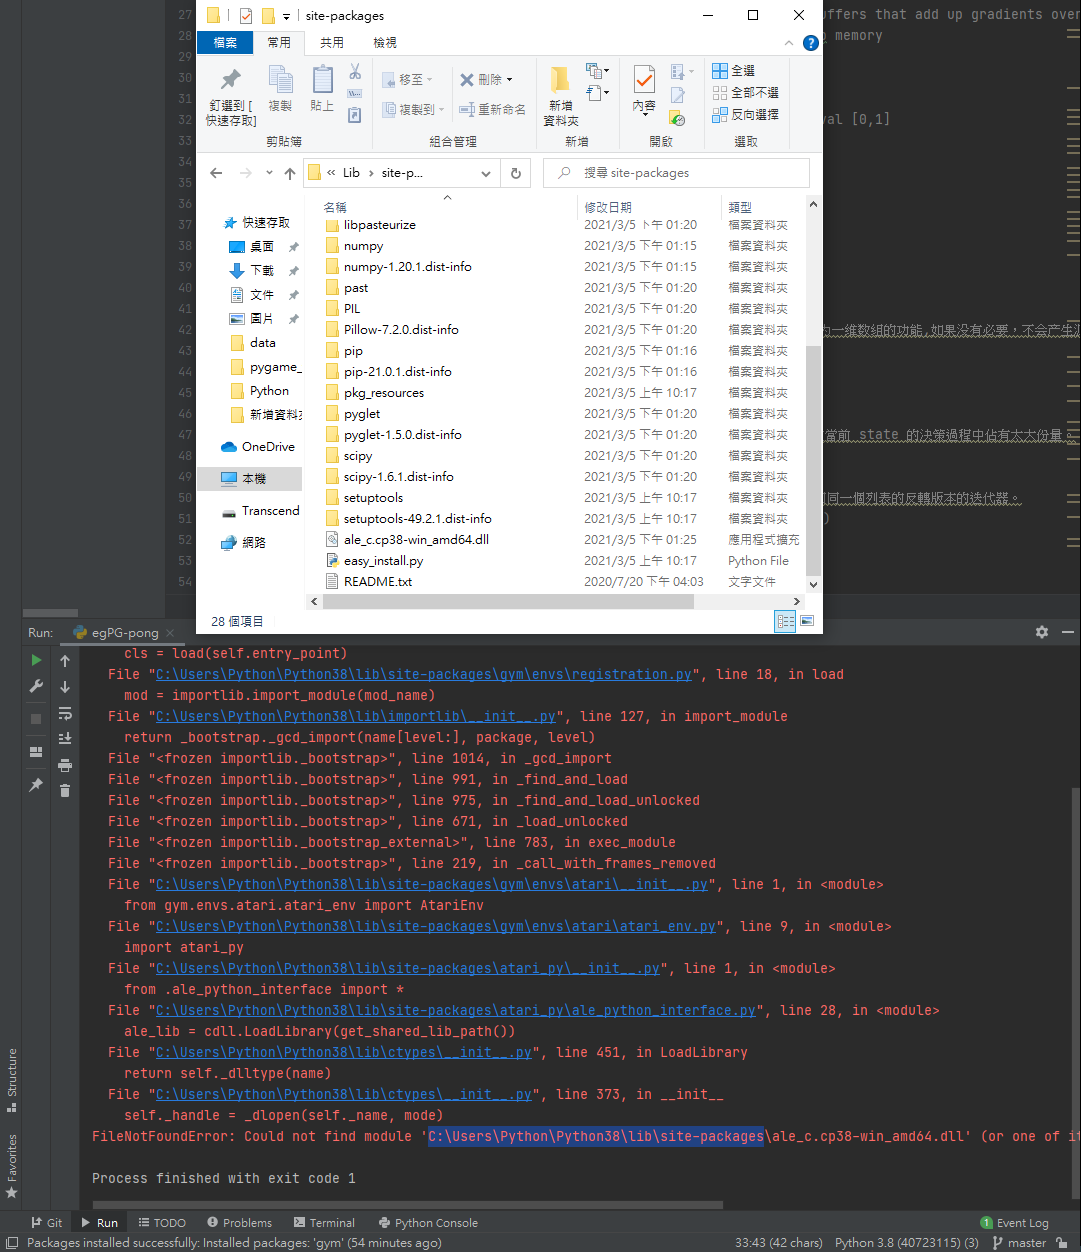 site-packages
檔案
常用
共用
檢視
釘選到 [
快速存取]
複製
貼上
移至
複製到
刪除
重新命名
新增
資料夾
內容
全選
全部不選
反向選擇
剪貼簿
組合管理
新增
開啟
選取
« Lib › site-p...
搜尋 site-packages
快速存取
桌面
下載
文件
圖片
data
pygame_
Python
新增資料夾
OneDrive
本機
Transcend
網路
名稱 修改日期 類型
libpasteurize 2021/3/5 下午 01:20 檔案資料夾
numpy 2021/3/5 下午 01:15 檔案資料夾
numpy-1.20.1.dist-info 2021/3/5 下午 01:15 檔案資料夾
past 2021/3/5 下午 01:20 檔案資料夾
PIL 2021/3/5 下午 01:20 檔案資料夾
Pillow-7.2.0.dist-info 2021/3/5 下午 01:20 檔案資料夾
pip 2021/3/5 下午 01:16 檔案資料夾
pip-21.0.1.dist-info 2021/3/5 下午 01:16 檔案資料夾
pkg_resources 2021/3/5 上午 10:17 檔案資料夾
pyglet 2021/3/5 下午 01:20 檔案資料夾
pyglet-1.5.0.dist-info 2021/3/5 下午 01:20 檔案資料夾
scipy 2021/3/5 下午 01:20 檔案資料夾
scipy-1.6.1.dist-info 2021/3/5 下午 01:20 檔案資料夾
setuptools 2021/3/5 上午 10:17 檔案資料夾
setuptools-49.2.1.dist-info 2021/3/5 上午 10:17 檔案資料夾
ale_c.cp38-win_amd64.dll 2021/3/5 下午 01:25 應用程式擴充
easy_install.py 2021/3/5 上午 10:17 Python File
README.txt 2020/7/20 下午 04:03 文字文件
28 個項目
27 uffers that add up gradients over
28 memory
29
30
31
32 val [0,1]
33
34
35
36
37
38
39
40
41
42 为一维数组的功能,如果没有必要，不会产生
43
44
45
46
47 當前 state 的決策過程中佔有太大份量。
48
49
50 同一個列表的反轉版本的迭代器。
51 )
52
53
54
Run: egPG-pong
cls = load(self.entry_point)
File "C:\Users\Python\Python38\lib\site-packages\gym\envs\registration.py", line 18, in load
mod = importlib.import_module(mod_name)
File "C:\Users\Python\Python38\lib\importlib\__init__.py", line 127, in import_module
return _bootstrap._gcd_import(name[level:], package, level)
File "<frozen importlib._bootstrap>", line 1014, in _gcd_import
File "<frozen importlib._bootstrap>", line 991, in _find_and_load
File "<frozen importlib._bootstrap>", line 975, in _find_and_load_unlocked
File "<frozen importlib._bootstrap>", line 671, in _load_unlocked
File "<frozen importlib._bootstrap_external>", line 783, in exec_module
File "<frozen importlib._bootstrap>", line 219, in _call_with_frames_removed
File "C:\Users\Python\Python38\lib\site-packages\gym\envs\atari\__init__.py", line 1, in <module>
from gym.envs.atari.atari_env import AtariEnv
File "C:\Users\Python\Python38\lib\site-packages\gym\envs\atari\atari_env.py", line 9, in <module>
import atari_py
File "C:\Users\Python\Python38\lib\site-packages\atari_py\__init__.py", line 1, in <module>
from .ale_python_interface import *
File "C:\Users\Python\Python38\lib\site-packages\atari_py\ale_python_interface.py", line 28, in <module>
ale_lib = cdll.LoadLibrary(get_shared_lib_path())
File "C:\Users\Python\Python38\lib\ctypes\__init__.py", line 451, in LoadLibrary
return self._dlltype(name)
File "C:\Users\Python\Python38\lib\ctypes\__init__.py", line 373, in __init__
self._handle = _dlopen(self._name, mode)
FileNotFoundError: Could not find module 'C:\Users\Python\Python38\lib\site-packages\ale_c.cp38-win_amd64.dll' (or one of it
Process finished with exit code 1
Structure
Favorites
Git Run TODO Problems Terminal Python Console 1 Event Log
Packages installed successfully: Installed packages: 'gym' (54 minutes ago) 33:43 (42 chars) Python 3.8 (40723115) (3) master